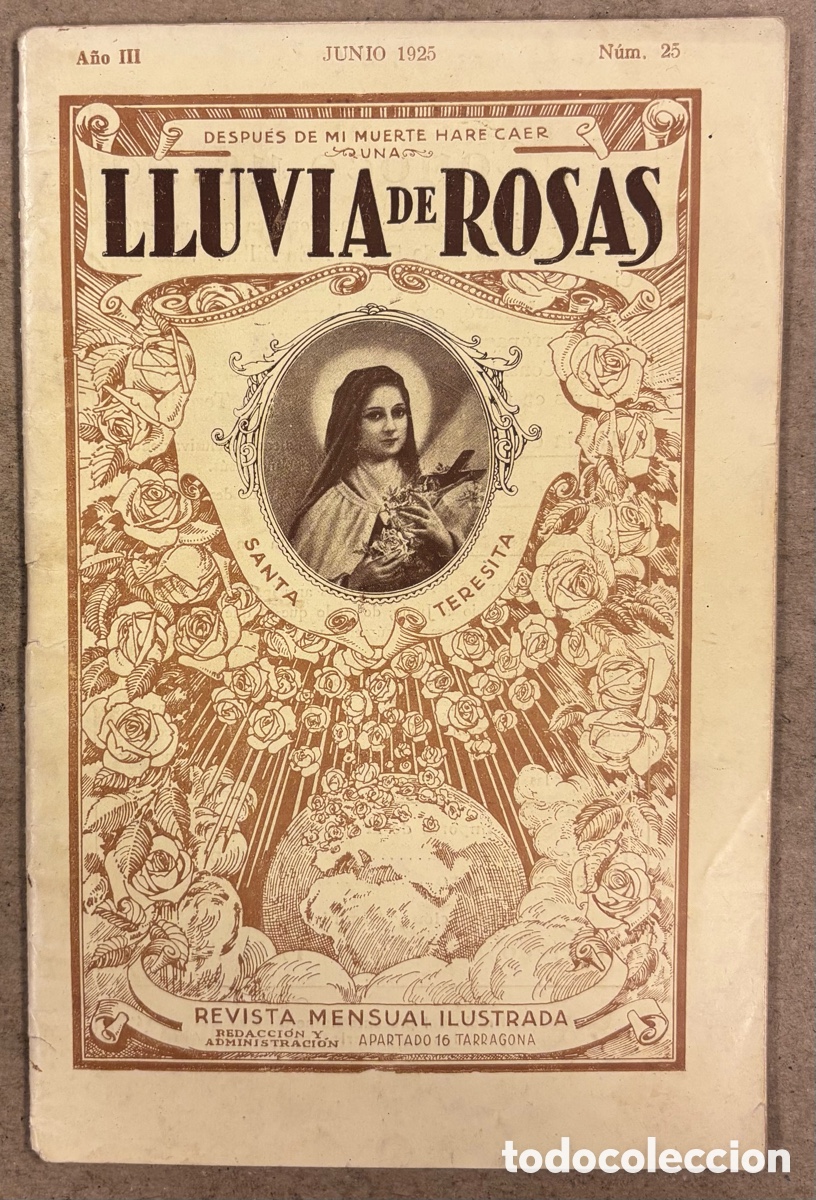 Año III JUNIO 1925 Núm. 25
DESPUÉS DE MI MUERTE HARE CAER
UNA
LLUVIA DE ROSAS
SANTA TERESITA
REVISTA MENSUAL ILUSTRADA
REDACCIÓN Y
ADMINISTRACIÓN APARTADO 16 TARRAGONA
todocoleccion